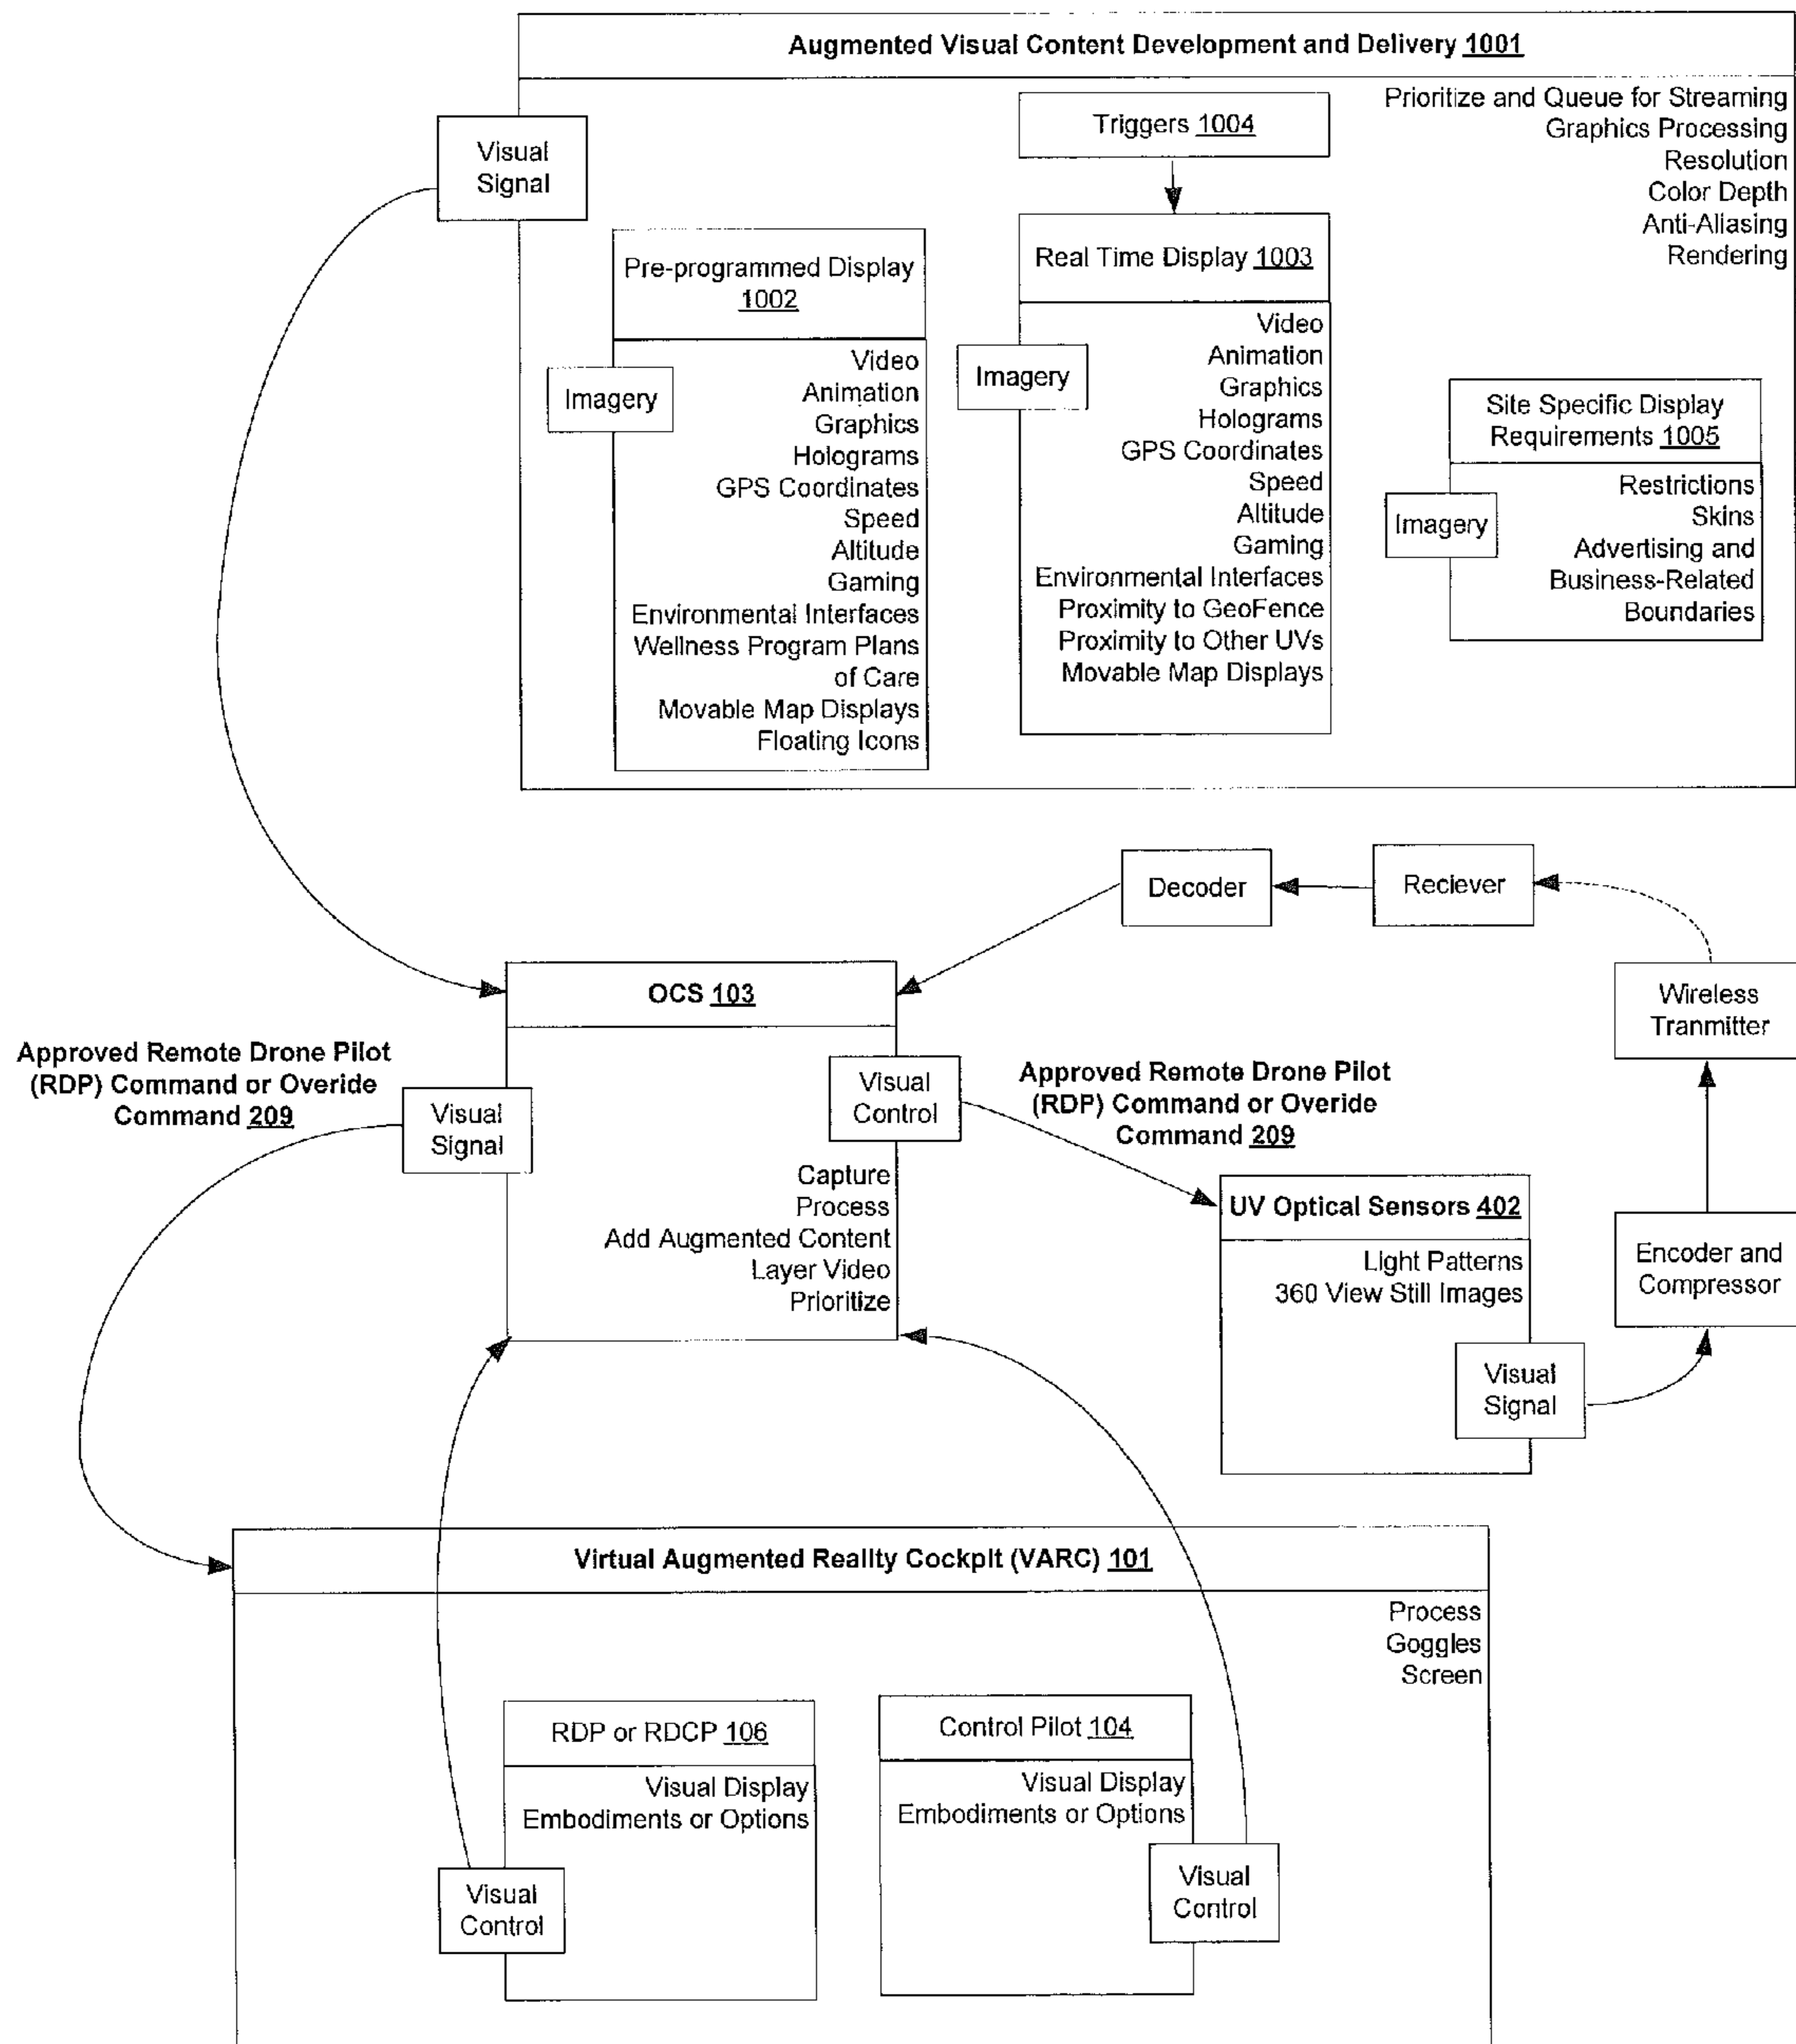 Augmented Visual Content Development and Delivery 1001
Visual
Signal
Triggers 1004
Prioritize and Queue for Streaming
Graphics Processing
Resolution
Color Depth
Anti-Aliasing
Rendering
Pre-programmed Display
1002
Imagery
Video
Animation
Graphics
Holograms
GPS Coordinates
Speed
Altitude
Gaming
Environmental Interfaces
Wellness Program Plans
of Care
Movable Map Displays
Floating Icons
Real Time Display 1003
Imagery
Video
Animation
Graphics
Holograms
GPS Coordinates
Speed
Altitude
Gaming
Environmental Interfaces
Proximity to GeoFence
Proximity to Other UVs
Movable Map Displays
Site Specific Display
Requirements 1005
Imagery
Restrictions
Skins
Advertising and
Business-Related
Boundaries
Decoder
Reciever
Wireless
Tranmitter
Encoder and
Compressor
OCS 103
Approved Remote Drone Pilot
(RDP) Command or Overide
Command 209
Visual
Signal
Visual
Control
Capture
Process
Add Augmented Content
Layer Video
Prioritize
Approved Remote Drone Pilot
(RDP) Command or Overide
Command 209
UV Optical Sensors 402
Light Patterns
360 View Still Images
Visual
Signal
Virtual Augmented Reality Cockpit (VARC) 101
Process
Goggles
Screen
RDP or RDCP 106
Visual Display
Embodiments or Options
Visual
Control
Control Pilot 104
Visual Display
Embodiments or Options
Visual
Control